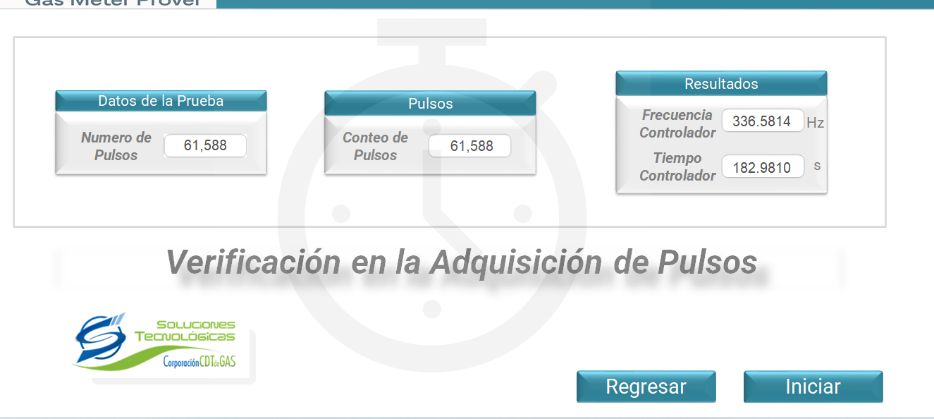 Gas Meter Prover
Datos de la Prueba
Numero de
Pulsos
61,588
Pulsos
Conteo de
Pulsos
61,588
Resultados
Frecuencia
Controlador
336.5814 Hz
Tiempo
Controlador
182.9810 s
Verificación en la Adquisición de Pulsos
Soluciones
Tecnológicas
Corporación CDT de GAS
Regresar
Iniciar